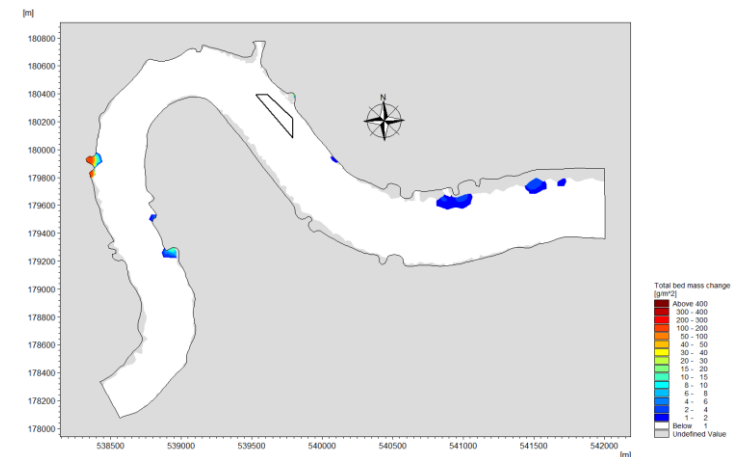 [m]
180800
180600
180400
180200
180000
179800
179600
179400
179200
179000
178800
178600
178400
178200
178000
N
538500 539000 539500 540000 540500 541000 541500 542000
[m]
Total bed mass change
[g/m^2]
Above 400
300 - 400
200 - 300
100 - 200
50 - 100
40 - 50
30 - 40
20 - 30
15 - 20
10 - 15
8 - 10
6 - 8
4 - 6
2 - 4
1 - 2
Below 1
Undefined Value